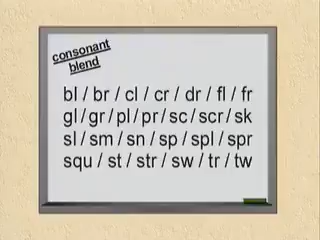 consonant
blend
bl / br / cl / cr / dr / fl / fr
gl / gr / pl / pr / sc / scr / sk
sl / sm / sn / sp / spl / spr
squ / st / str / sw / tr / tw